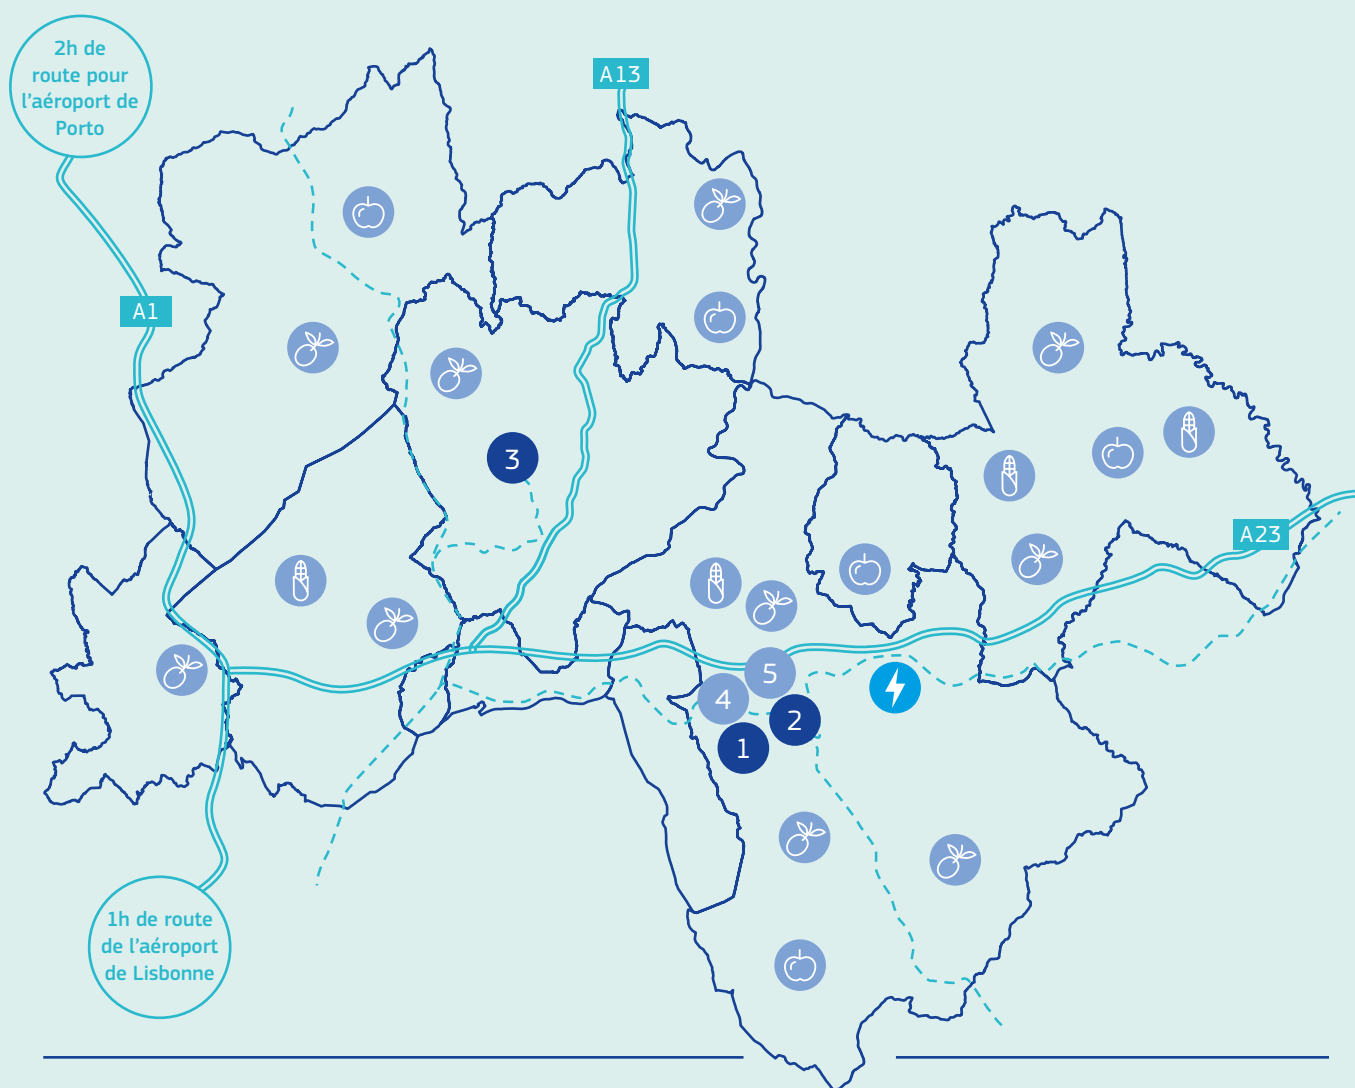 2h de
route pour
l'aéroport de
Porto
A13
A1
3
A23
5
4
2
1
1h de route
de l'aéroport
de Lisbonne